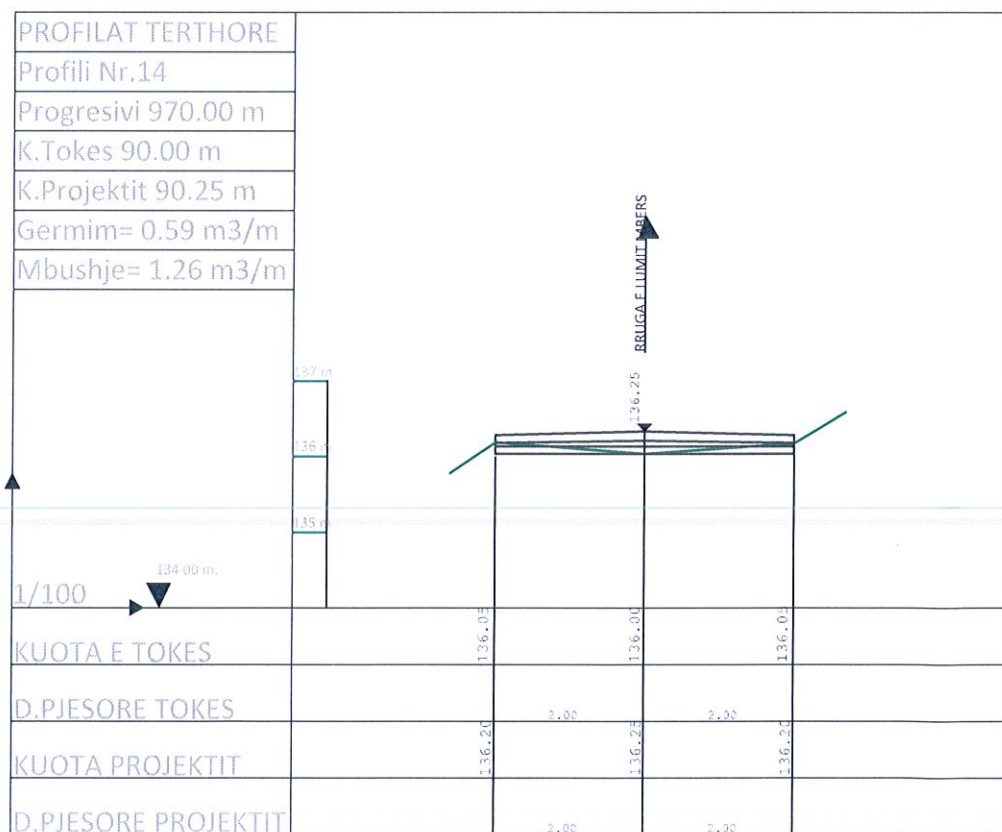 PROFILAT TERTHORE
Profili Nr.14
Progresivi 970.00 m
K.Tokes 90.00 m
K.Projektit 90.25 m
Germim= 0.59 m3/m
Mbushje= 1.26 m3/m
RRUGA E LUMIT MBERS
136.25
137 m
136 m
135 m
134.00 m.
1/100
KUOTA E TOKES 136.05 136.00 136.05
D.PJESORE TOKES 2.00 2.00
KUOTA PROJEKTIT 136.20 136.25 136.20
D.PJESORE PROJEKTIT 2.00 2.00